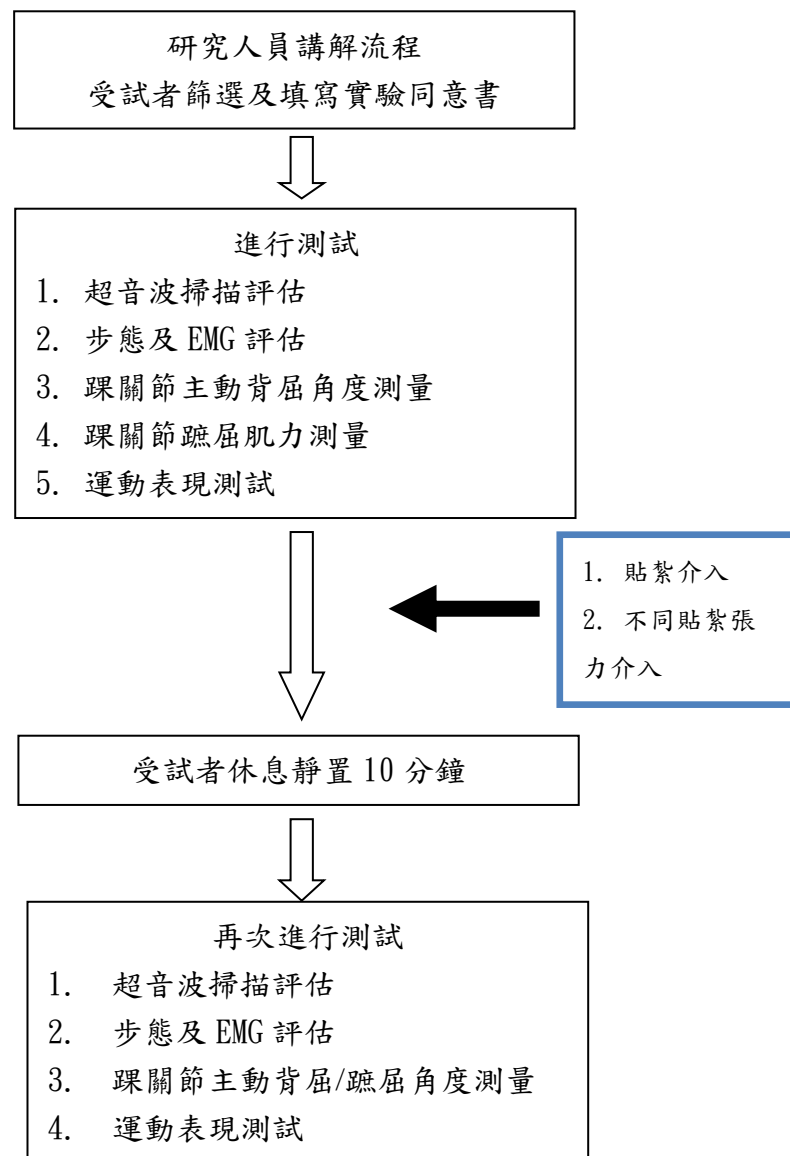 研究人員講解流程
受試者篩選及填寫實驗同意書
進行測試
1. 超音波掃描評估
2. 步態及 EMG 評估
3. 踝關節主動背屈角度測量
4. 踝關節蹠屈肌力測量
5. 運動表現測試
1. 貼紮介入
2. 不同貼紮張
力介入
受試者休息靜置 10 分鐘
再次進行測試
1. 超音波掃描評估
2. 步態及 EMG 評估
3. 踝關節主動背屈/蹠屈角度測量
4. 運動表現測試